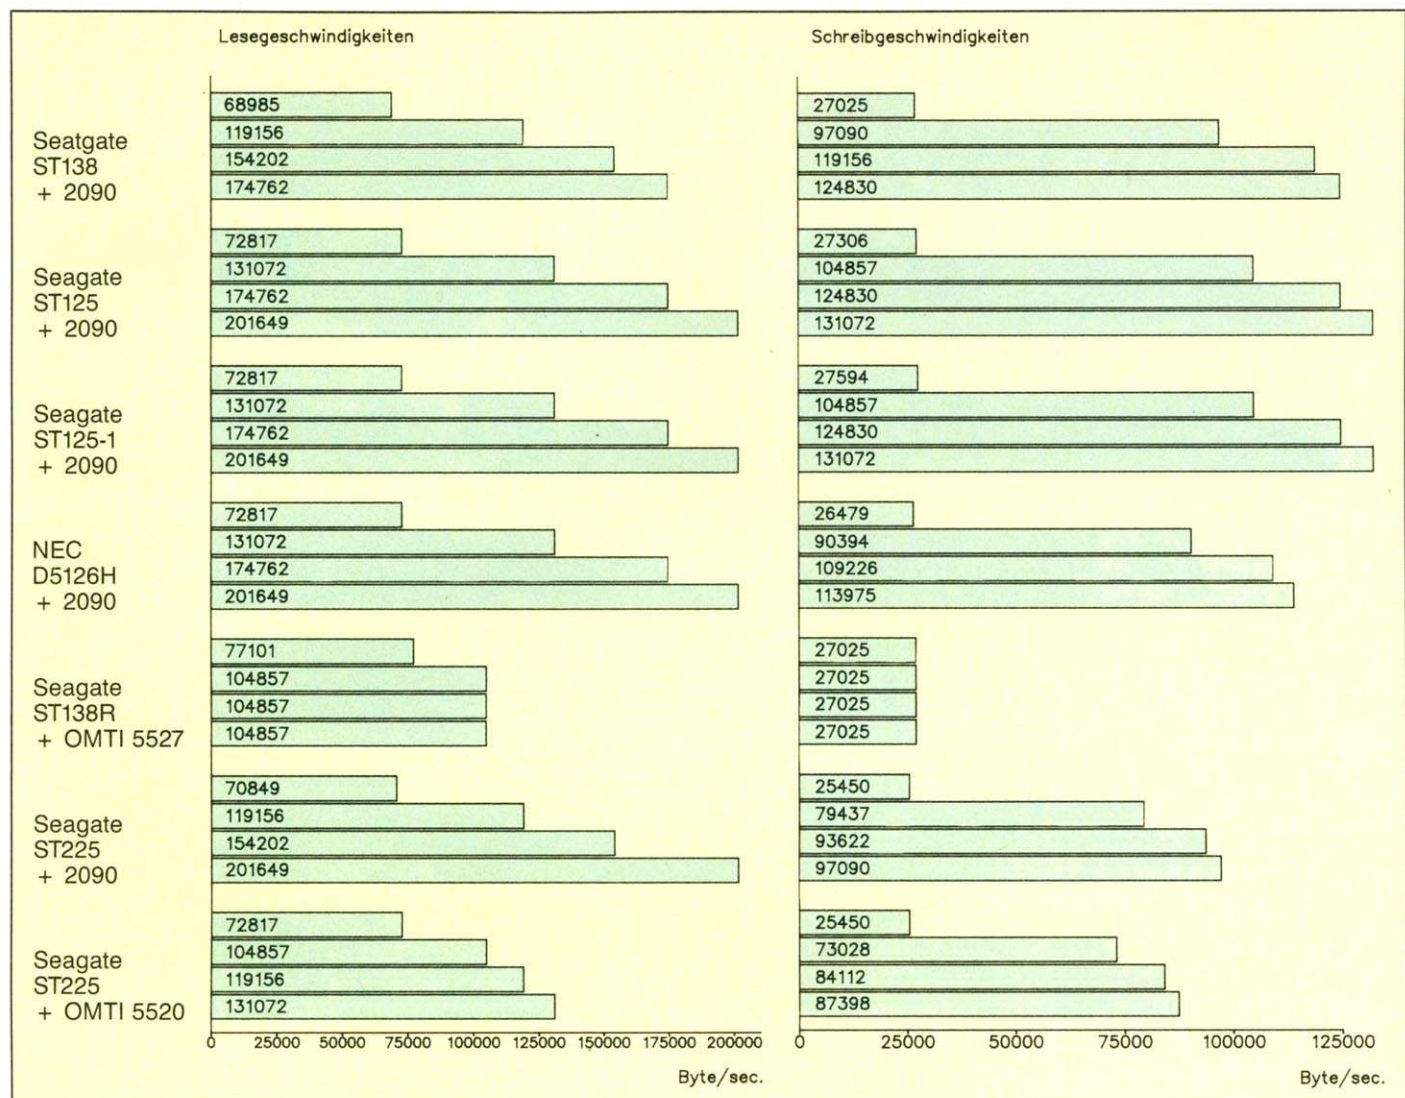 Lesegeschwindigkeiten
Schreibgeschwindigkeiten
Seatgate
ST138
+ 2090
68985
119156
154202
174762
27025
97090
119156
124830
Seagate
ST125
+ 2090
72817
131072
174762
201649
27306
104857
124830
131072
Seagate
ST125-1
+ 2090
72817
131072
174762
201649
27594
104857
124830
131072
NEC
D5126H
+ 2090
72817
131072
174762
201649
26479
90394
109226
113975
Seagate
ST138R
+ OMTI 5527
77101
104857
104857
104857
27025
27025
27025
27025
Seagate
ST225
+ 2090
70849
119156
154202
201649
25450
79437
93622
97090
Seagate
ST225
+ OMTI 5520
72817
104857
119156
131072
25450
73028
84112
87398
0 25000 50000 75000 100000 125000 150000 175000 200000
Byte/sec.
0 25000 50000 75000 100000 125000
Byte/sec.